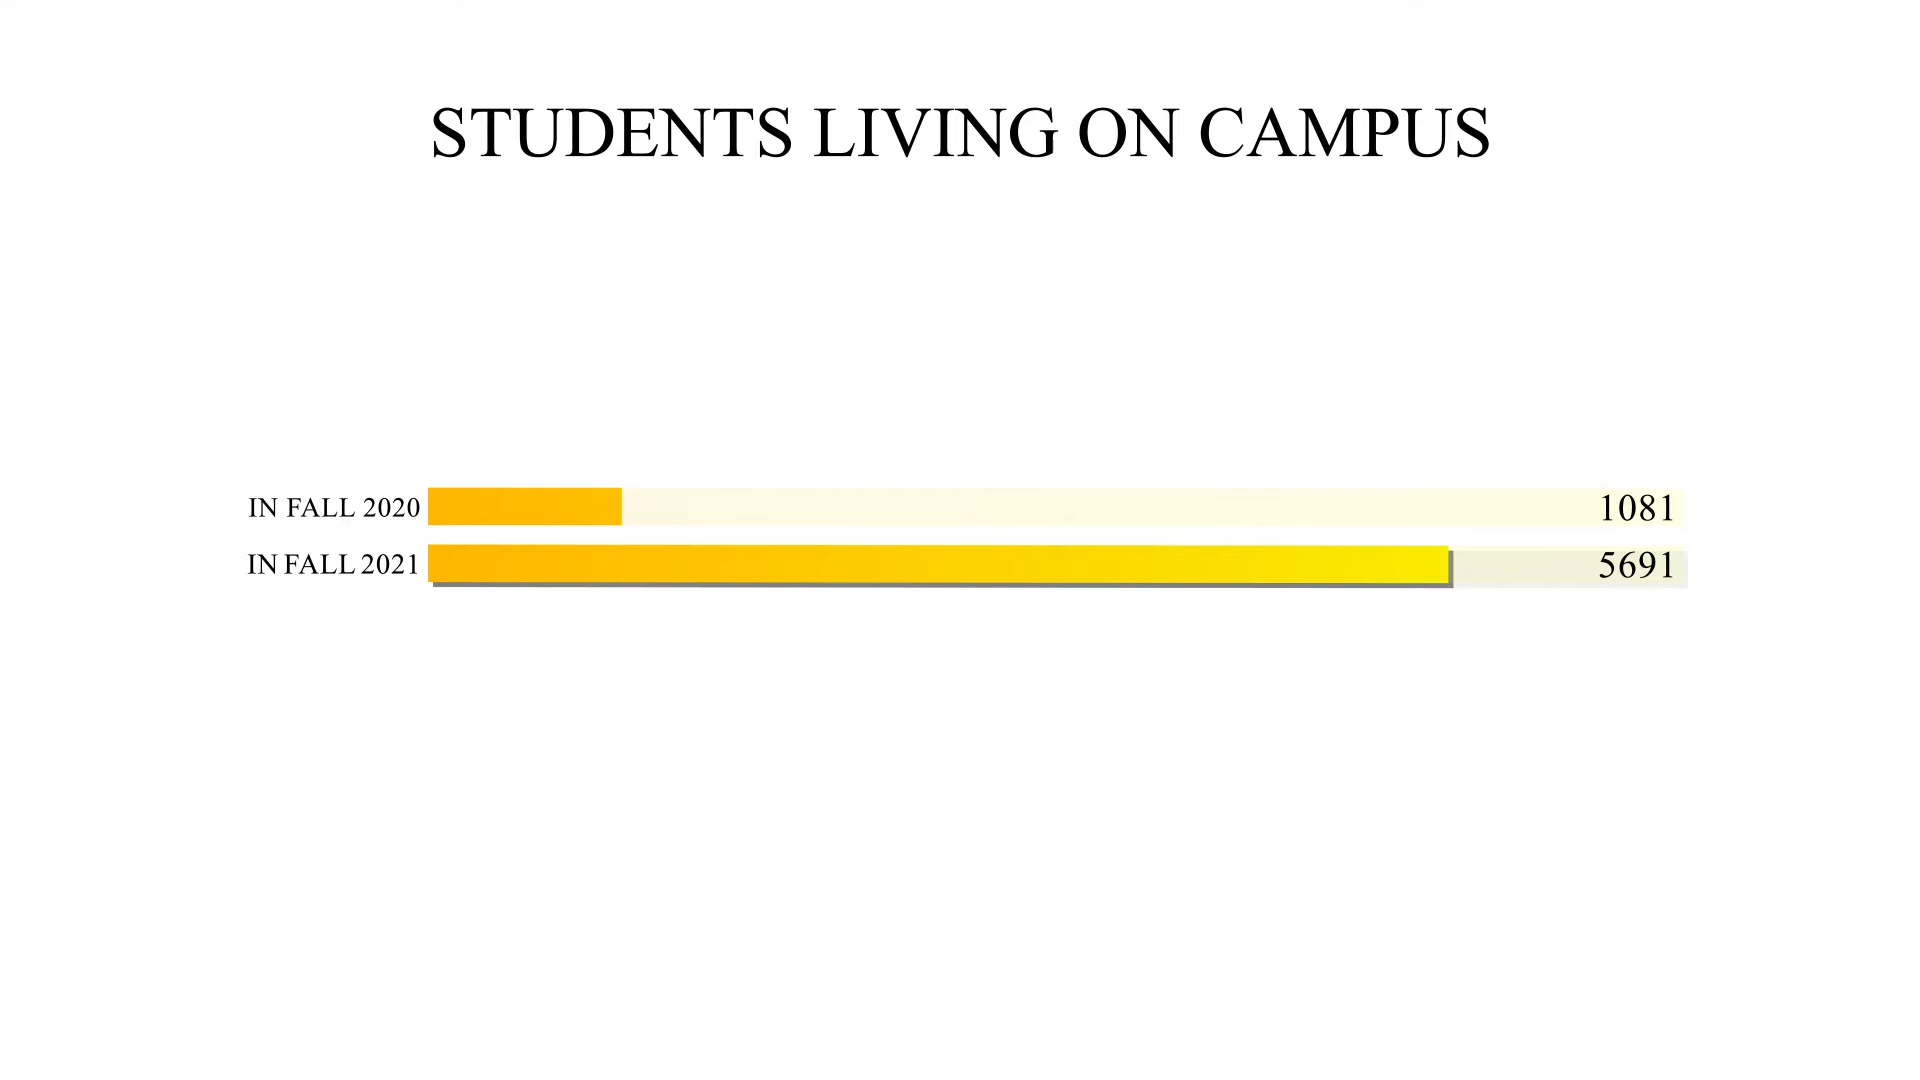 STUDENTS LIVING ON CAMPUS
IN FALL 2020 1081
IN FALL 2021 5691